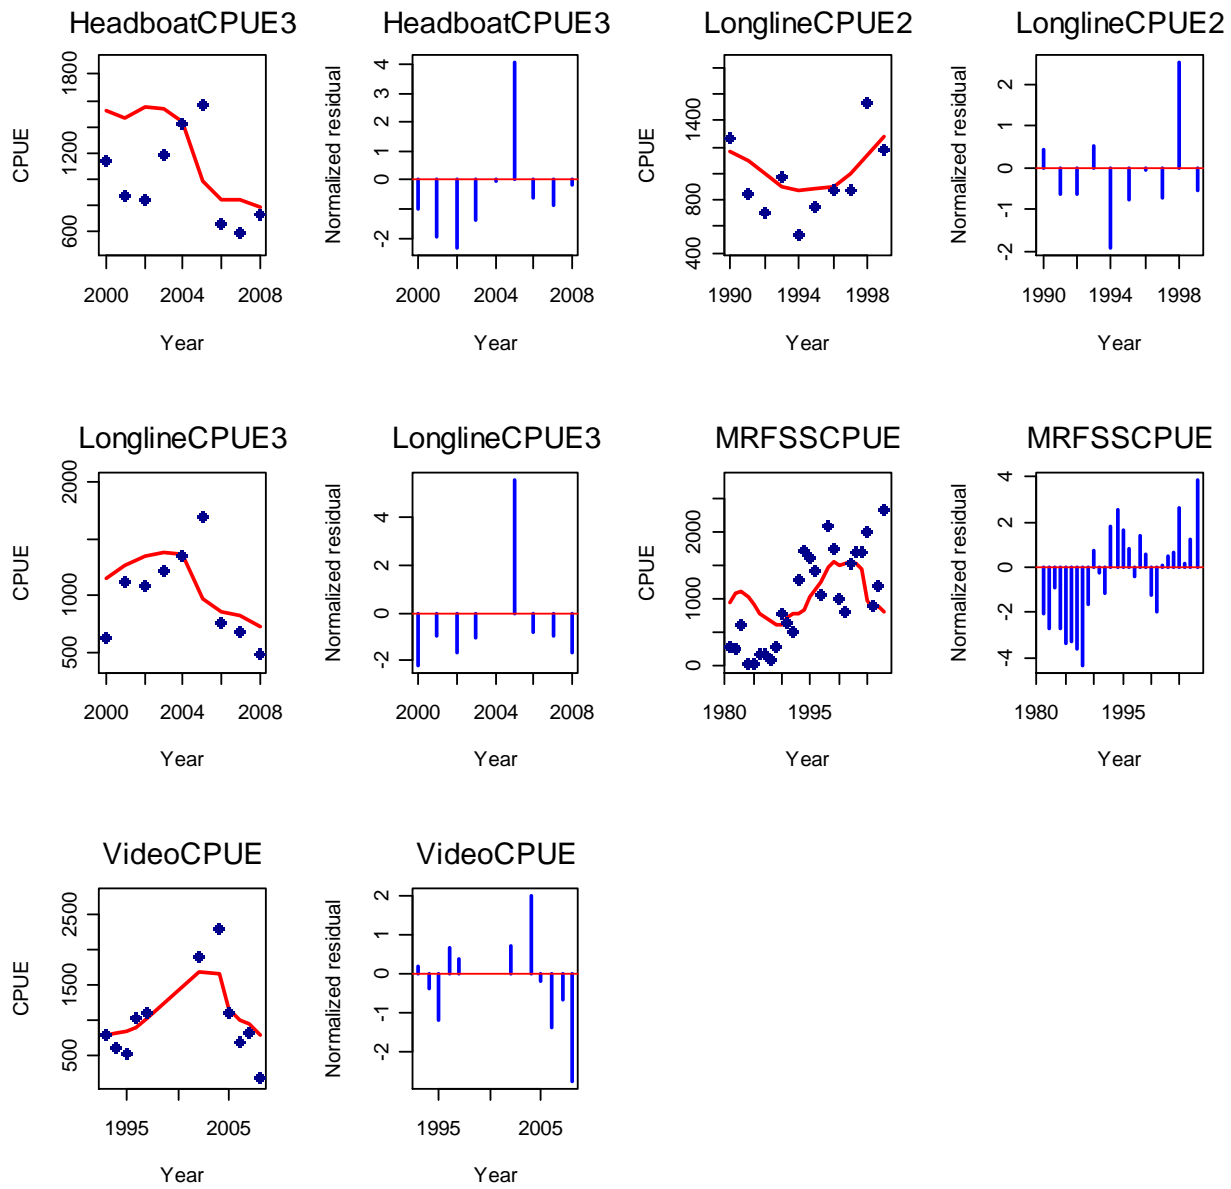 HeadboatCPUE3
CPUE
600 1200 1800
2000 2004 2008
Year
HeadboatCPUE3
Normalized residual
-2 0 1 2 3 4
2000 2004 2008
Year
LonglineCPUE2
CPUE
400 800 1400
1990 1994 1998
Year
LonglineCPUE2
Normalized residual
-2 -1 0 1 2
1990 1994 1998
Year
LonglineCPUE3
CPUE
500 1000 2000
2000 2004 2008
Year
LonglineCPUE3
Normalized residual
-2 0 2 4
2000 2004 2008
Year
MRFSSCPUE
CPUE
0 1000 2000
1980 1995
Year
MRFSSCPUE
Normalized residual
-4 -2 0 2 4
1980 1995
Year
VideoCPUE
CPUE
500 1500 2500
1995 2005
Year
VideoCPUE
Normalized residual
-2 -1 0 1 2
1995 2005
Year